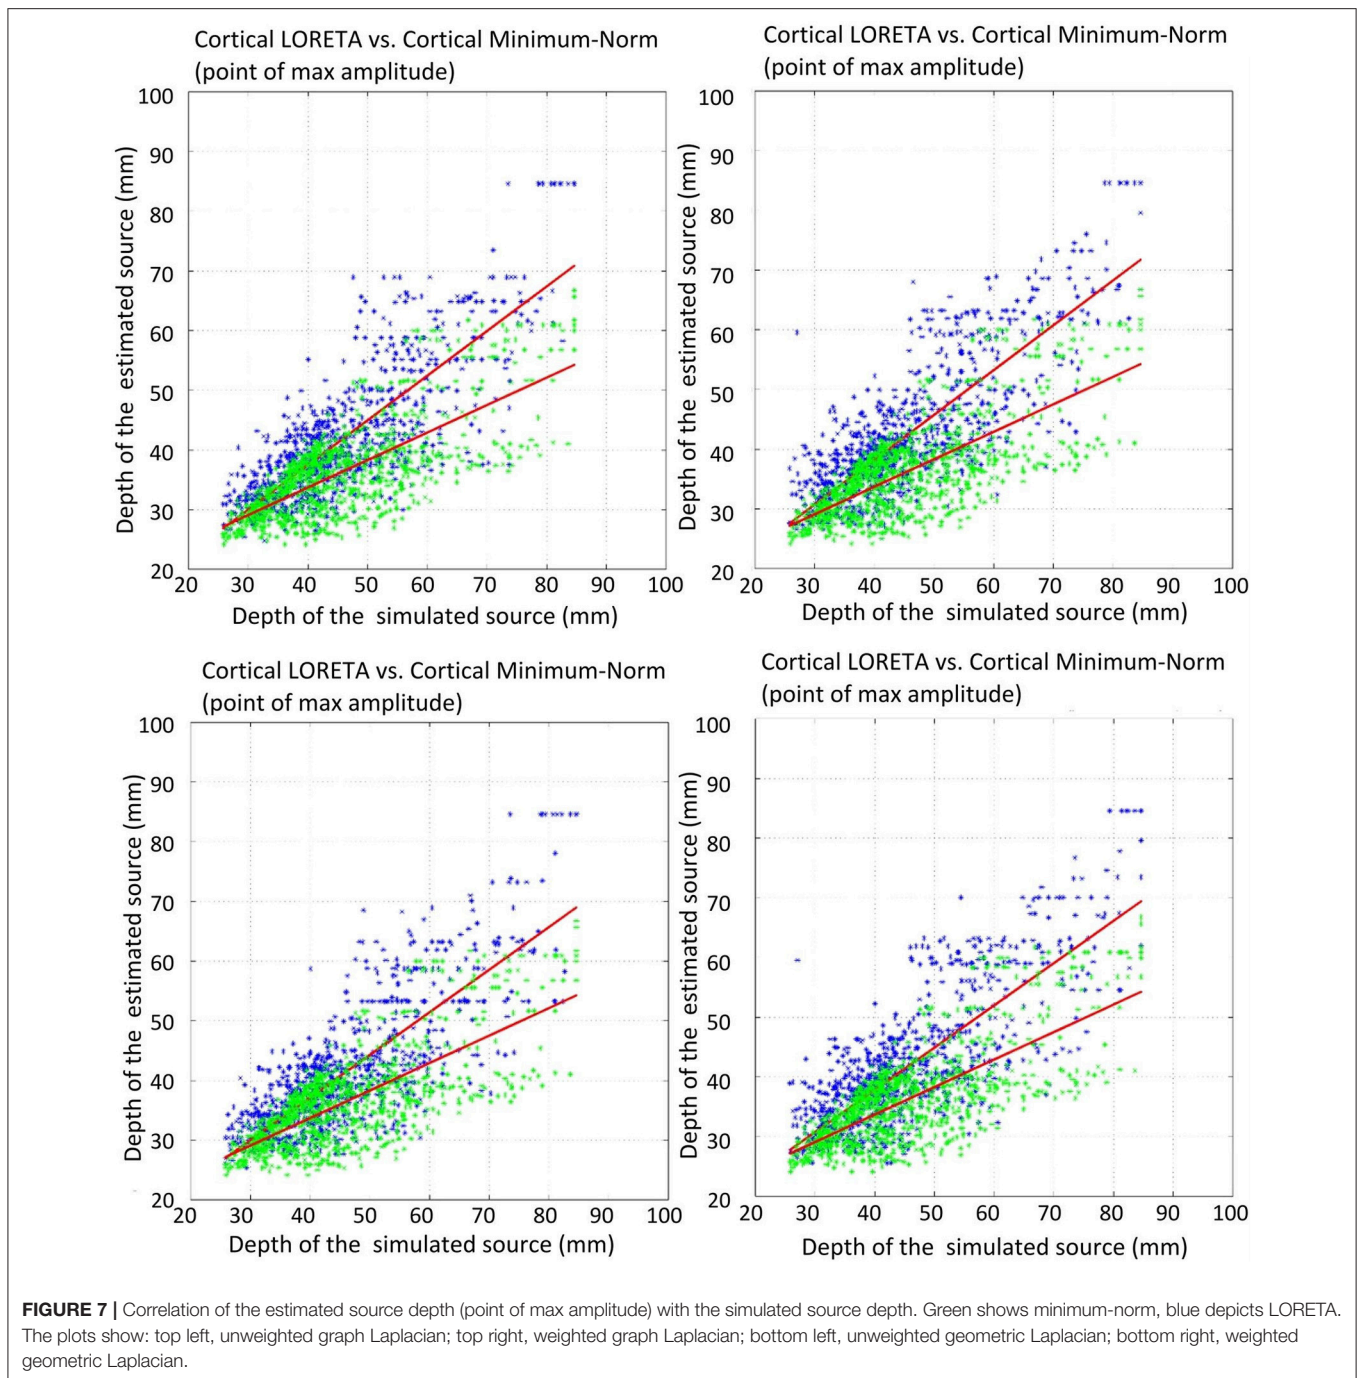 Cortical LORETA vs. Cortical Minimum-Norm
(point of max amplitude)
100
90
80
70
60
50
40
30
20
Depth of the estimated source (mm)
20 30 40 50 60 70 80 90 100
Depth of the simulated source (mm)
Cortical LORETA vs. Cortical Minimum-Norm
(point of max amplitude)
100
90
80
70
60
50
40
30
20
Depth of the estimated source (mm)
20 30 40 50 60 70 80 90 100
Depth of the simulated source (mm)
Cortical LORETA vs. Cortical Minimum-Norm
(point of max amplitude)
100
90
80
70
60
50
40
30
20
Depth of the estimated source (mm)
20 30 40 50 60 70 80 90 100
Depth of the simulated source (mm)
Cortical LORETA vs. Cortical Minimum-Norm
(point of max amplitude)
100
90
80
70
60
50
40
30
20
Depth of the estimated source (mm)
20 30 40 50 60 70 80 90 100
Depth of the simulated source (mm)
FIGURE 7 | Correlation of the estimated source depth (point of max amplitude) with the simulated source depth. Green shows minimum-norm, blue depicts LORETA.
The plots show: top left, unweighted graph Laplacian; top right, weighted graph Laplacian; bottom left, unweighted geometric Laplacian; bottom right, weighted
geometric Laplacian.